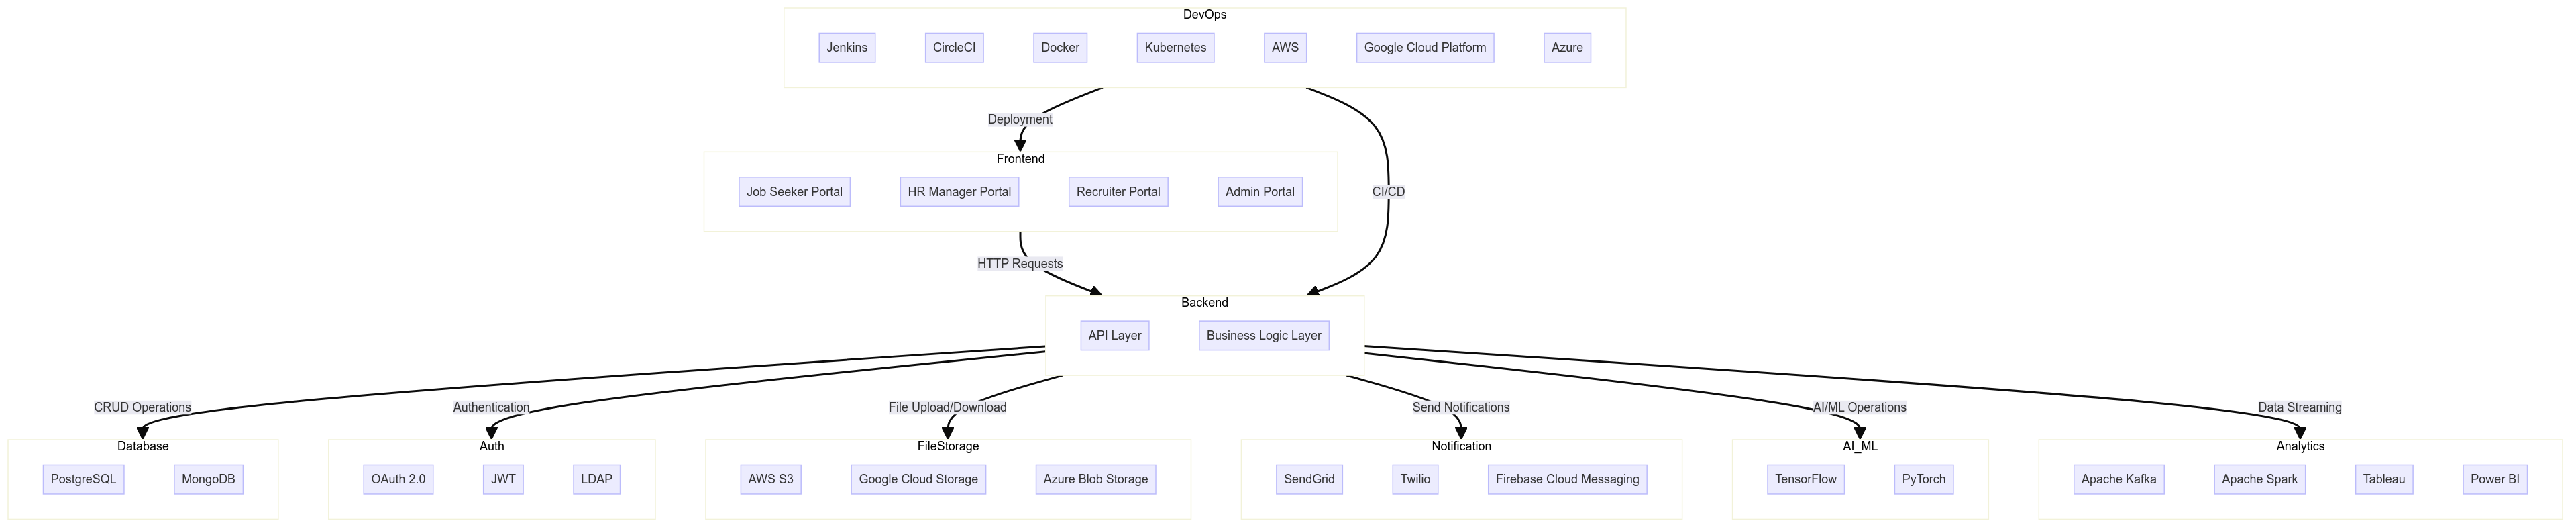 DevOps
Jenkins
CircleCI
Docker
Kubernetes
AWS
Google Cloud Platform
Azure
Deployment
Frontend
Job Seeker Portal
HR Manager Portal
Recruiter Portal
Admin Portal
CI/CD
HTTP Requests
Backend
API Layer
Business Logic Layer
CRUD Operations
Authentication
File Upload/Download
Send Notifications
AI/ML Operations
Data Streaming
Database
PostgreSQL
MongoDB
Auth
OAuth 2.0
JWT
LDAP
FileStorage
AWS S3
Google Cloud Storage
Azure Blob Storage
Notification
SendGrid
Twilio
Firebase Cloud Messaging
AI_ML
TensorFlow
PyTorch
Analytics
Apache Kafka
Apache Spark
Tableau
Power BI